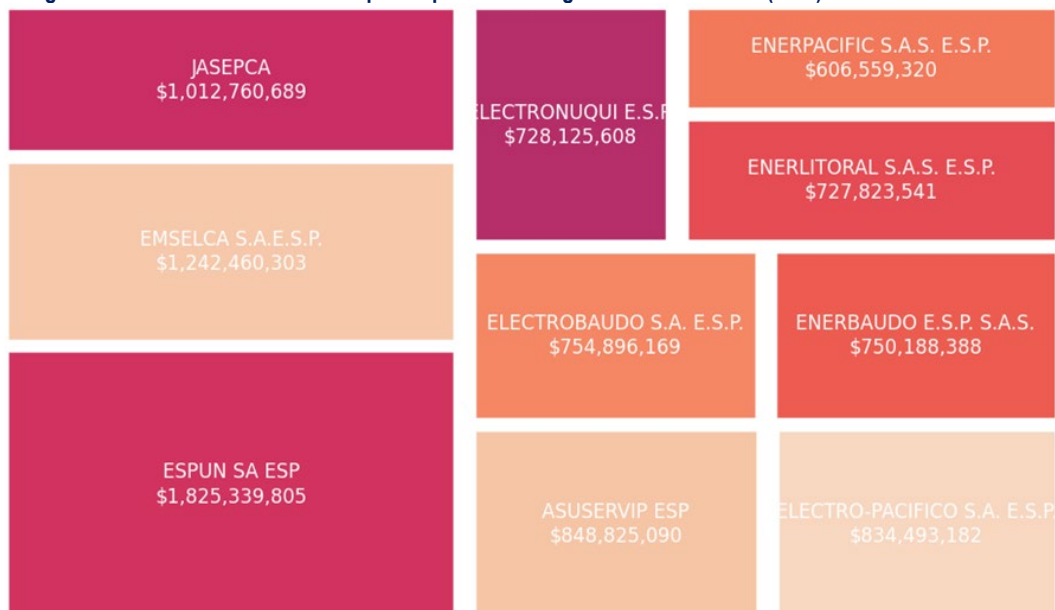 JASEPCA
$1,012,760,689
EMSELCA S.A.E.S.P.
$1,242,460,303
ESPUN SA ESP
$1,825,339,805
ELECTRONUQUI E.S.P
$728,125,608
ENERPACIFIC S.A.S. E.S.P.
$606,559,320
ENERLITORAL S.A.S. E.S.P.
$727,823,541
ELECTROBAUDO S.A. E.S.P.
$754,896,169
ENERBAUDO E.S.P. S.A.S.
$750,188,388
ASUSERVIP ESP
$848,825,090
ELECTRO-PACIFICO S.A. E.S.P
$834,493,182